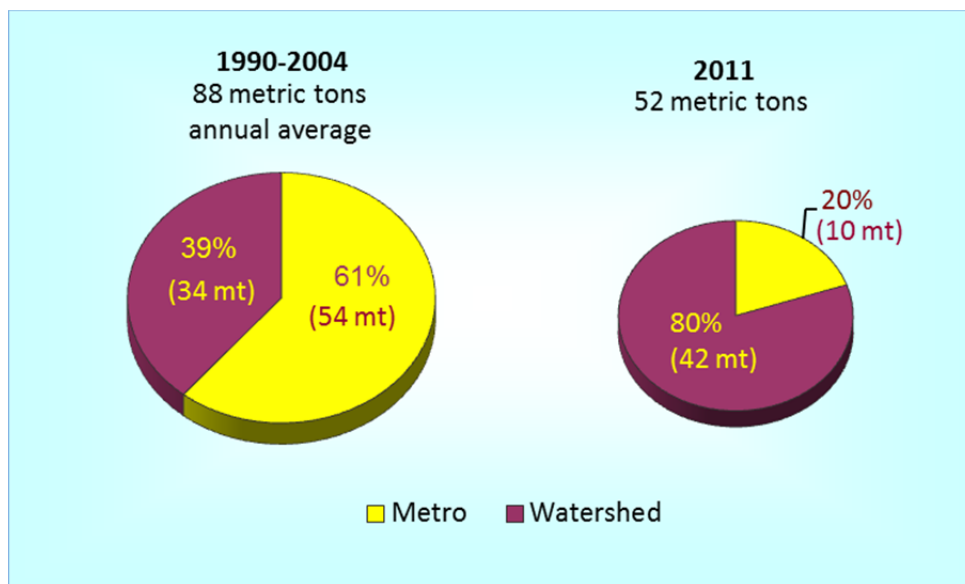 1990-2004
88 metric tons
annual average
39%
(34 mt)
61%
(54 mt)
2011
52 metric tons
20%
(10 mt)
80%
(42 mt)
Metro
Watershed